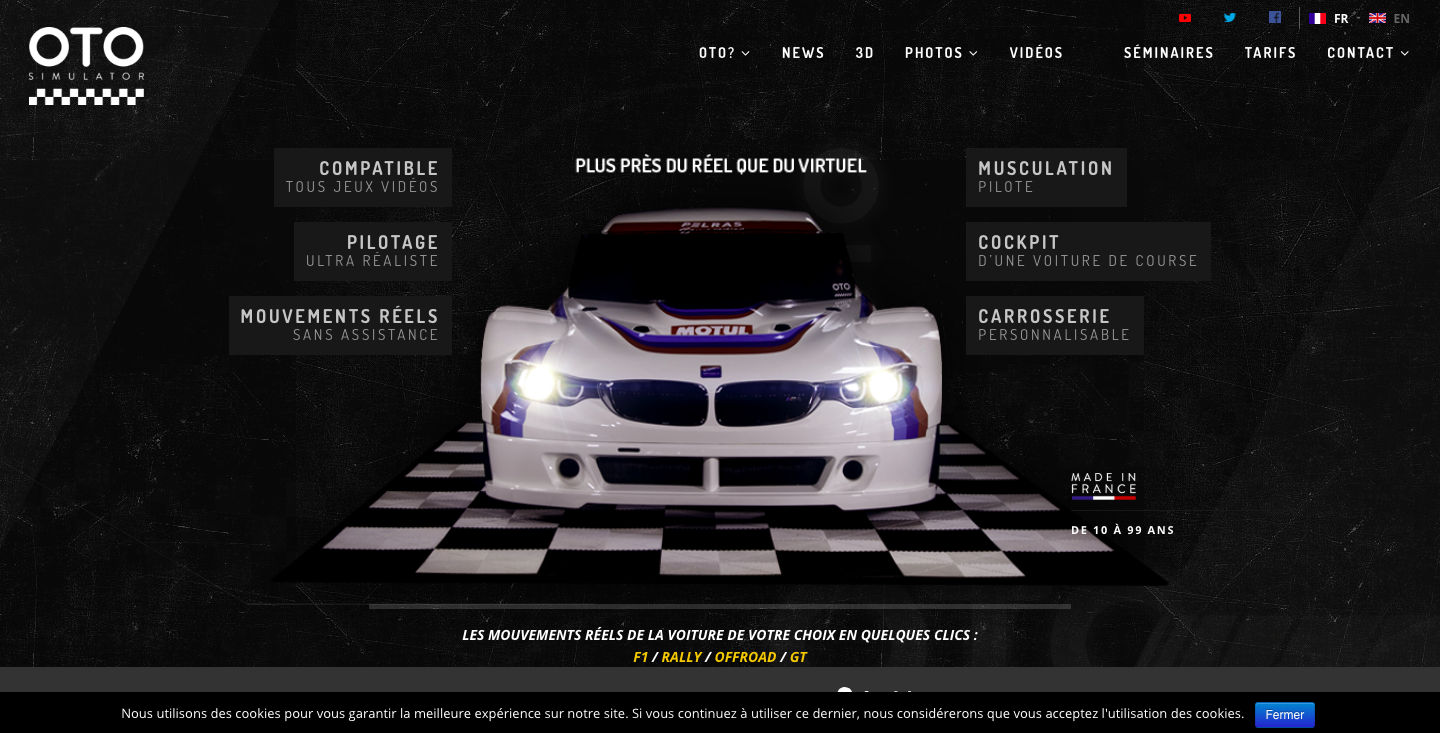 FR
EN
OTO
SIMULATOR
OTO?
NEWS
3D
PHOTOS
VIDÉOS
SÉMINAIRES
TARIFS
CONTACT
COMPATIBLE
TOUS JEUX VIDÉOS
PILOTAGE
ULTRA RÉALISTE
MOUVEMENTS RÉELS
SANS ASSISTANCE
PLUS PRÈS DU RÉEL QUE DU VIRTUEL
MUSCULATION
PILOTE
COCKPIT
D'UNE VOITURE DE COURSE
CARROSSERIE
PERSONNALISABLE
PELRAS
OTO
MOTUL
MADE IN
FRANCE
DE 10 À 99 ANS
LES MOUVEMENTS RÉELS DE LA VOITURE DE VOTRE CHOIX EN QUELQUES CLICS :
F1 / RALLY / OFFROAD / GT
Nous utilisons des cookies pour vous garantir la meilleure expérience sur notre site. Si vous continuez à utiliser ce dernier, nous considérerons que vous acceptez l'utilisation des cookies.
Fermer